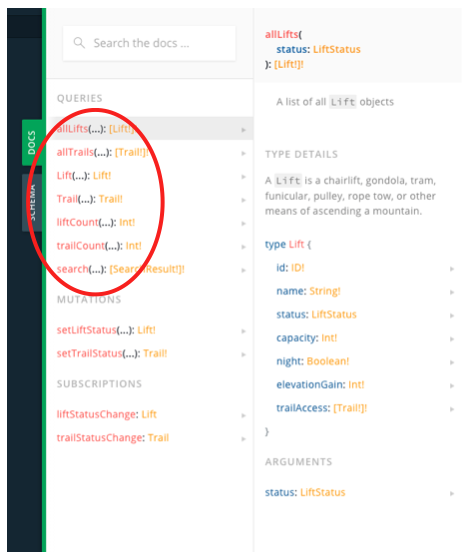 Search the docs ...
DOCS
SCHEMA
QUERIES
allLifts(...): [Lift!]!
allTrails(...): [Trail!]!
Lift(...): Lift!
Trail(...): Trail!
liftCount(...): Int!
trailCount(...): Int!
search(...): [SearchResult!]!
MUTATIONS
setLiftStatus(...): Lift!
setTrailStatus(...): Trail!
SUBSCRIPTIONS
liftStatusChange: Lift
trailStatusChange: Trail
allLifts(
status: LiftStatus
): [Lift!]!
A list of all Lift objects
TYPE DETAILS
A Lift is a chairlift, gondola, tram,
funicular, pulley, rope tow, or other
means of ascending a mountain.
type Lift {
id: ID!
name: String!
status: LiftStatus
capacity: Int!
night: Boolean!
elevationGain: Int!
trailAccess: [Trail!]!
}
ARGUMENTS
status: LiftStatus